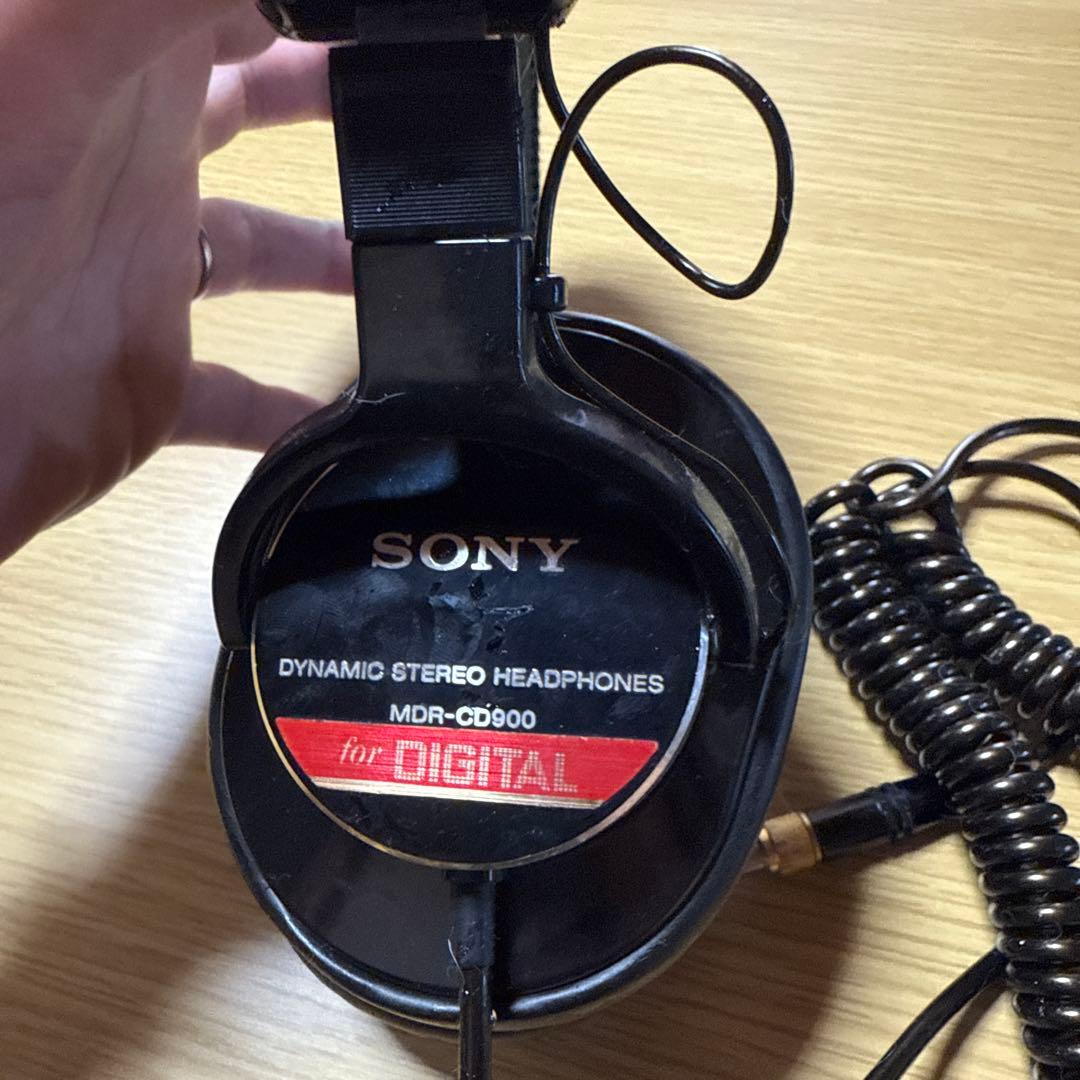 SONY
DYNAMIC STEREO HEADPHONES
MDR-CD900
for DIGITAL